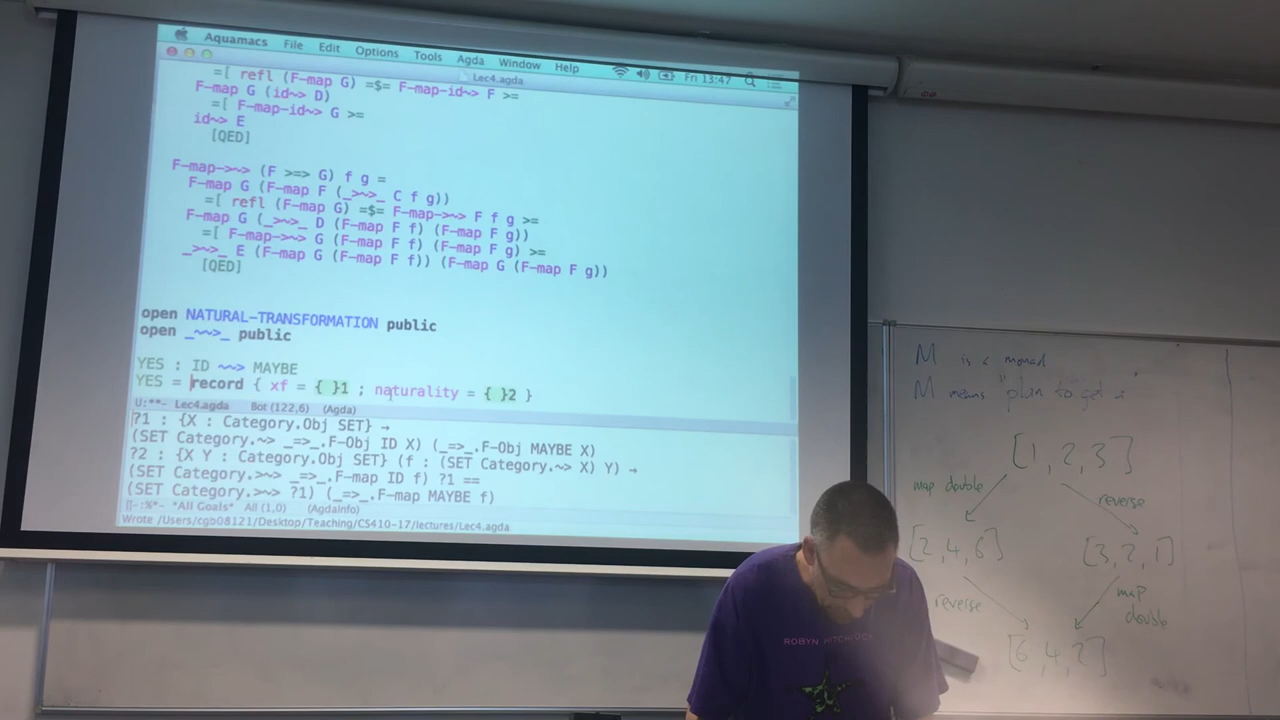 Aquamacs File Edit Options Tools Agda Window Help Fri 13:47
Lec4.agda
=[ refl (F-map G) =$= F-map-id~> F >=
F-map G (id~> D)
=[ F-map-id~> G >=
id~> E
[QED]
F-map->~> (F >=> G) f g =
F-map G (F-map F (_>~>_ C f g))
=[ refl (F-map G) =$= F-map->~> F f g >=
F-map G (_>~>_ D (F-map F f) (F-map F g))
=[ F-map->~> G (F-map F f) (F-map F g) >=
_>~>_ E (F-map G (F-map F f)) (F-map G (F-map F g))
[QED]
open NATURAL-TRANSFORMATION public
open _~~>_ public
YES : ID ~~> MAYBE
YES = record { xf = { }1 ; naturality = { }2 }
U:**- Lec4.agda Bot (122,6) (Agda)
?1 : {X : Category.Obj SET} →
(SET Category.~> _=>_.F-Obj ID X) (_=>_.F-Obj MAYBE X)
?2 : {X Y : Category.Obj SET} (f : (SET Category.~> X) Y) →
(SET Category.>~> _=>_.F-map ID f) ?1 ==
(SET Category.>~> ?1) (_=>_.F-map MAYBE f)
*All Goals* All (1,0) (AgdaInfo)
Wrote /Users/cgb08121/Desktop/Teaching/CS410-17/lectures/Lec4.agda
M is a monad
M means "plan to get a"
[1,2,3]
map double
reverse
[2,4,6]
[3,2,1]
reverse
map
double
[6,4,2]
ROBYN HITCHCOCK